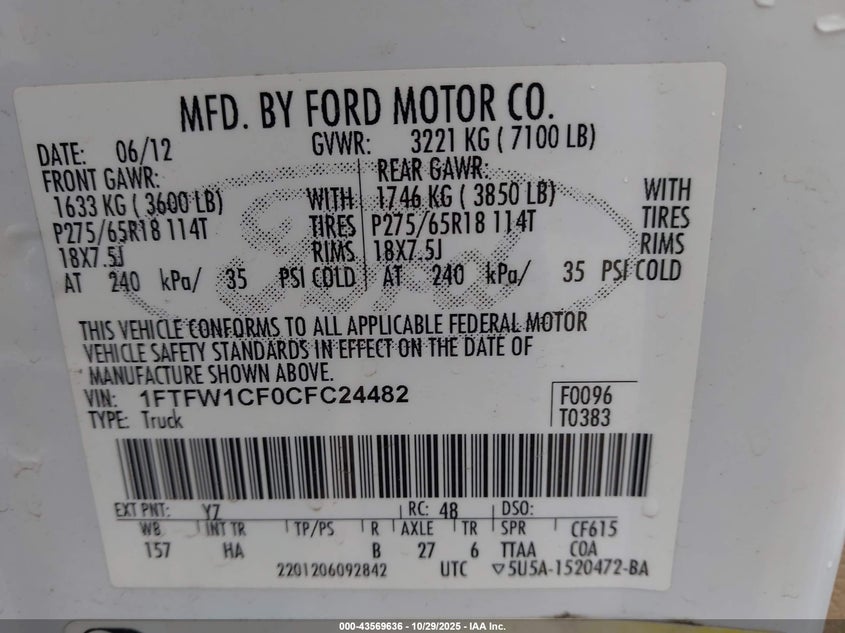 MFD. BY FORD MOTOR CO.
DATE: 06/12 GVWR: 3221 KG ( 7100 LB)
FRONT GAWR: REAR GAWR:
1633 KG ( 3600 LB) WITH 1746 KG ( 3850 LB) WITH
P275/65R18 114T TIRES P275/65R18 114T TIRES
18X7.5J RIMS 18X7.5J RIMS
AT 240 kPa/ 35 PSI COLD AT 240 kPa/ 35 PSI COLD
Ford
THIS VEHICLE CONFORMS TO ALL APPLICABLE FEDERAL MOTOR
VEHICLE SAFETY STANDARDS IN EFFECT ON THE DATE OF
MANUFACTURE SHOWN ABOVE.
VIN: 1FTFW1CF0CFC24482 F0096
TYPE: Truck T0383
EXT PNT: YZ RC: 48 DSO:
WB INT TR TP/PS R AXLE TR SPR CF615
157 HA B 27 6 TTAA COA
2201206092842 UTC ▽5U5A-1520472-BA
000-43569636 - 10/29/2025 - IAA Inc.